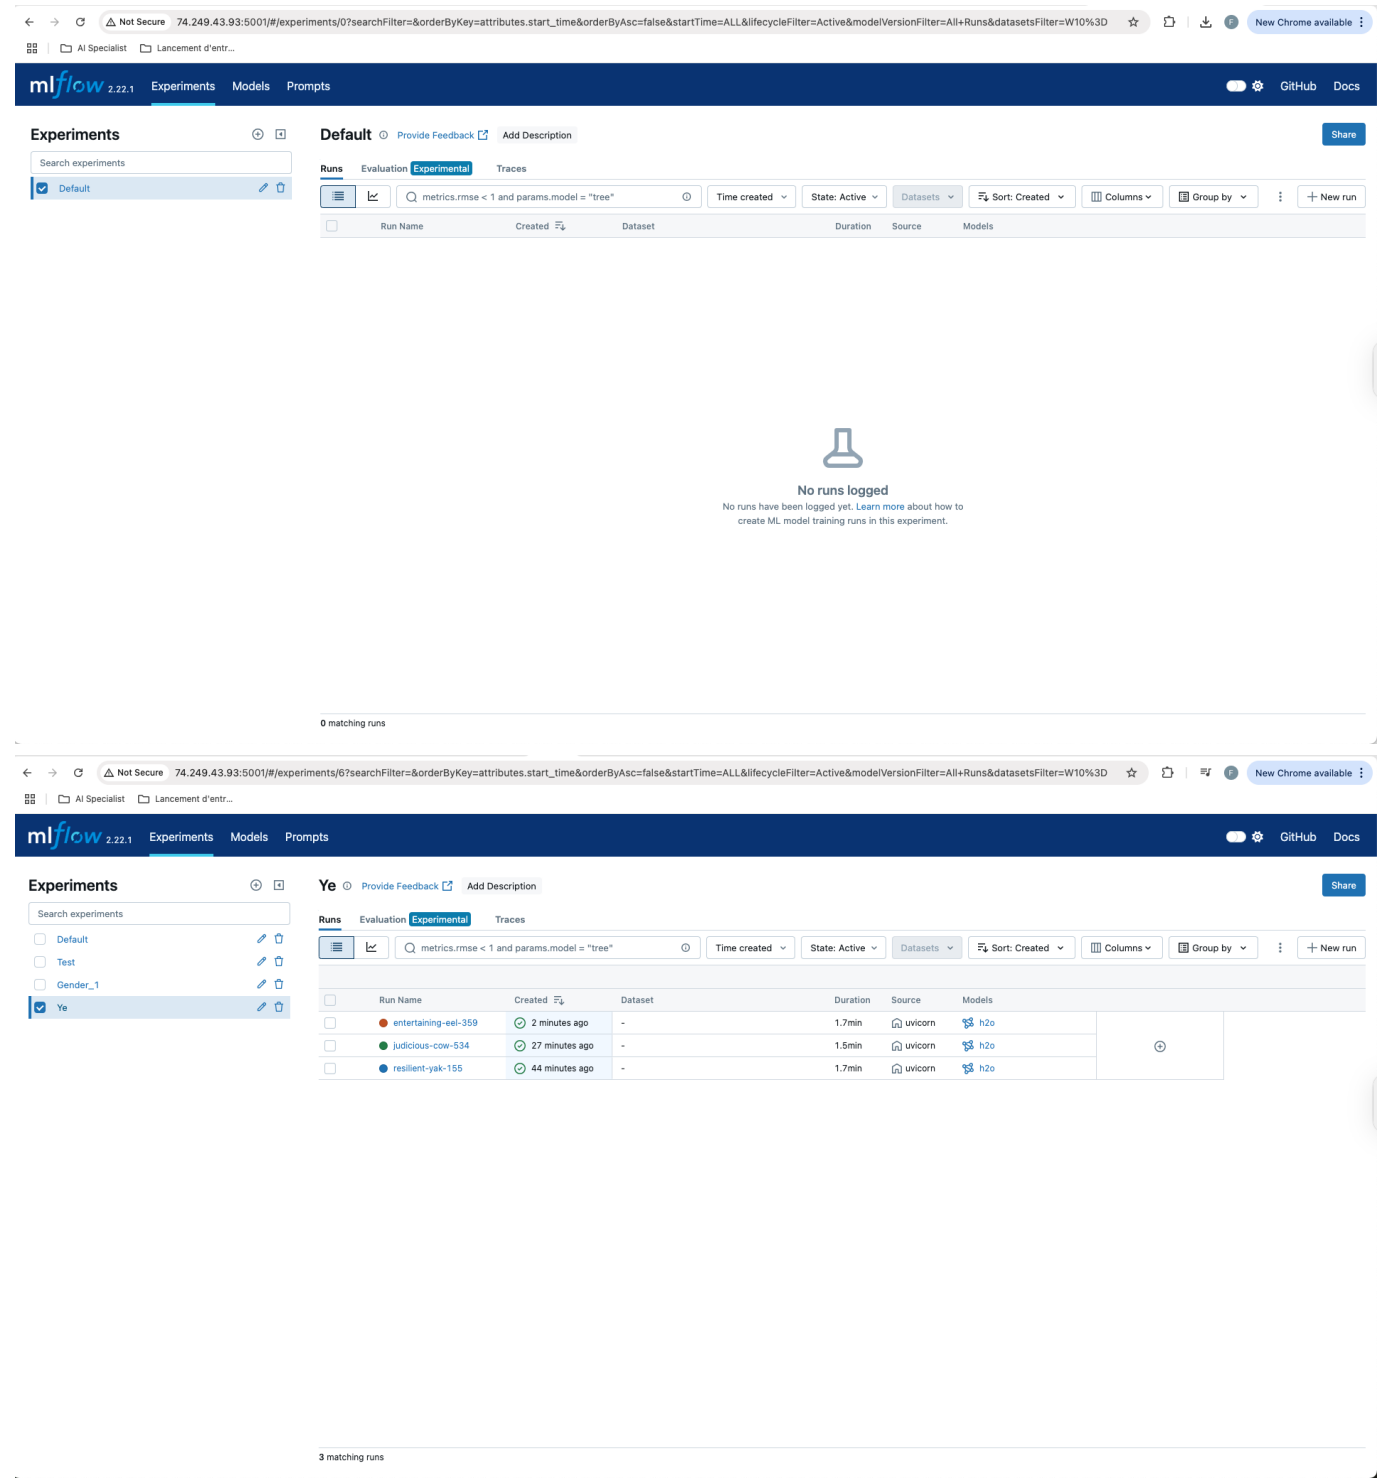 Not Secure 74.249.43.93:5001/#/experiments/0?searchFilter=&orderByKey=attributes.start_time&orderByAsc=false&startTime=ALL&lifecycleFilter=Active&modelVersionFilter=All+Runs&datasetsFilter=W10%3D F New Chrome available
AI Specialist Lancement d'entr...
mlflow 2.22.1 Experiments Models Prompts GitHub Docs
Experiments Default Provide Feedback Add Description Share
Search experiments Runs Evaluation Experimental Traces
Default metrics.rmse < 1 and params.model = "tree" Time created State: Active Datasets Sort: Created Columns Group by New run
Run Name Created Dataset Duration Source Models
No runs logged
No runs have been logged yet. Learn more about how to
create ML model training runs in this experiment.
0 matching runs
Not Secure 74.249.43.93:5001/#/experiments/6?searchFilter=&orderByKey=attributes.start_time&orderByAsc=false&startTime=ALL&lifecycleFilter=Active&modelVersionFilter=All+Runs&datasetsFilter=W10%3D F New Chrome available
AI Specialist Lancement d'entr...
mlflow 2.22.1 Experiments Models Prompts GitHub Docs
Experiments Ye Provide Feedback Add Description Share
Search experiments Runs Evaluation Experimental Traces
Default metrics.rmse < 1 and params.model = "tree" Time created State: Active Datasets Sort: Created Columns Group by New run
Test
Gender_1
Ye
Run Name Created Dataset Duration Source Models
entertaining-eel-359 2 minutes ago - 1.7min uvicorn h2o
judicious-cow-534 27 minutes ago - 1.5min uvicorn h2o
resilient-yak-155 44 minutes ago - 1.7min uvicorn h2o
3 matching runs